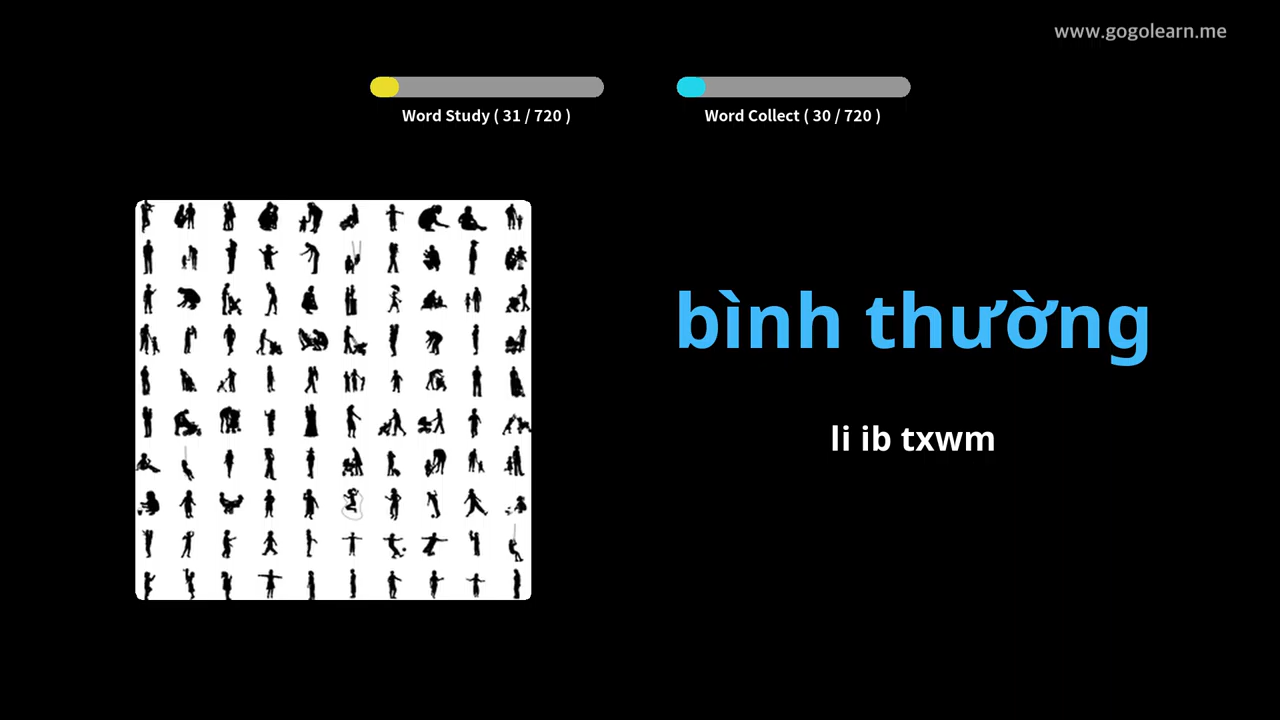 www.gogolearn.me
Word Study ( 31 / 720 )
Word Collect ( 30 / 720 )
bình thường
li ib txwm